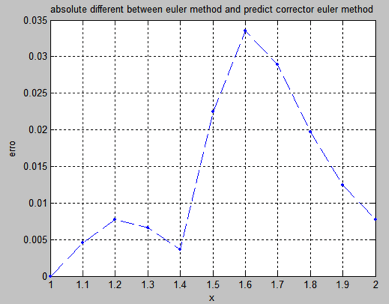 absolute different between euler method and predict corrector euler method
0.035
0.03
0.025
0.02
0.015
0.01
0.005
0
erro
1 1.1 1.2 1.3 1.4 1.5 1.6 1.7 1.8 1.9 2
x